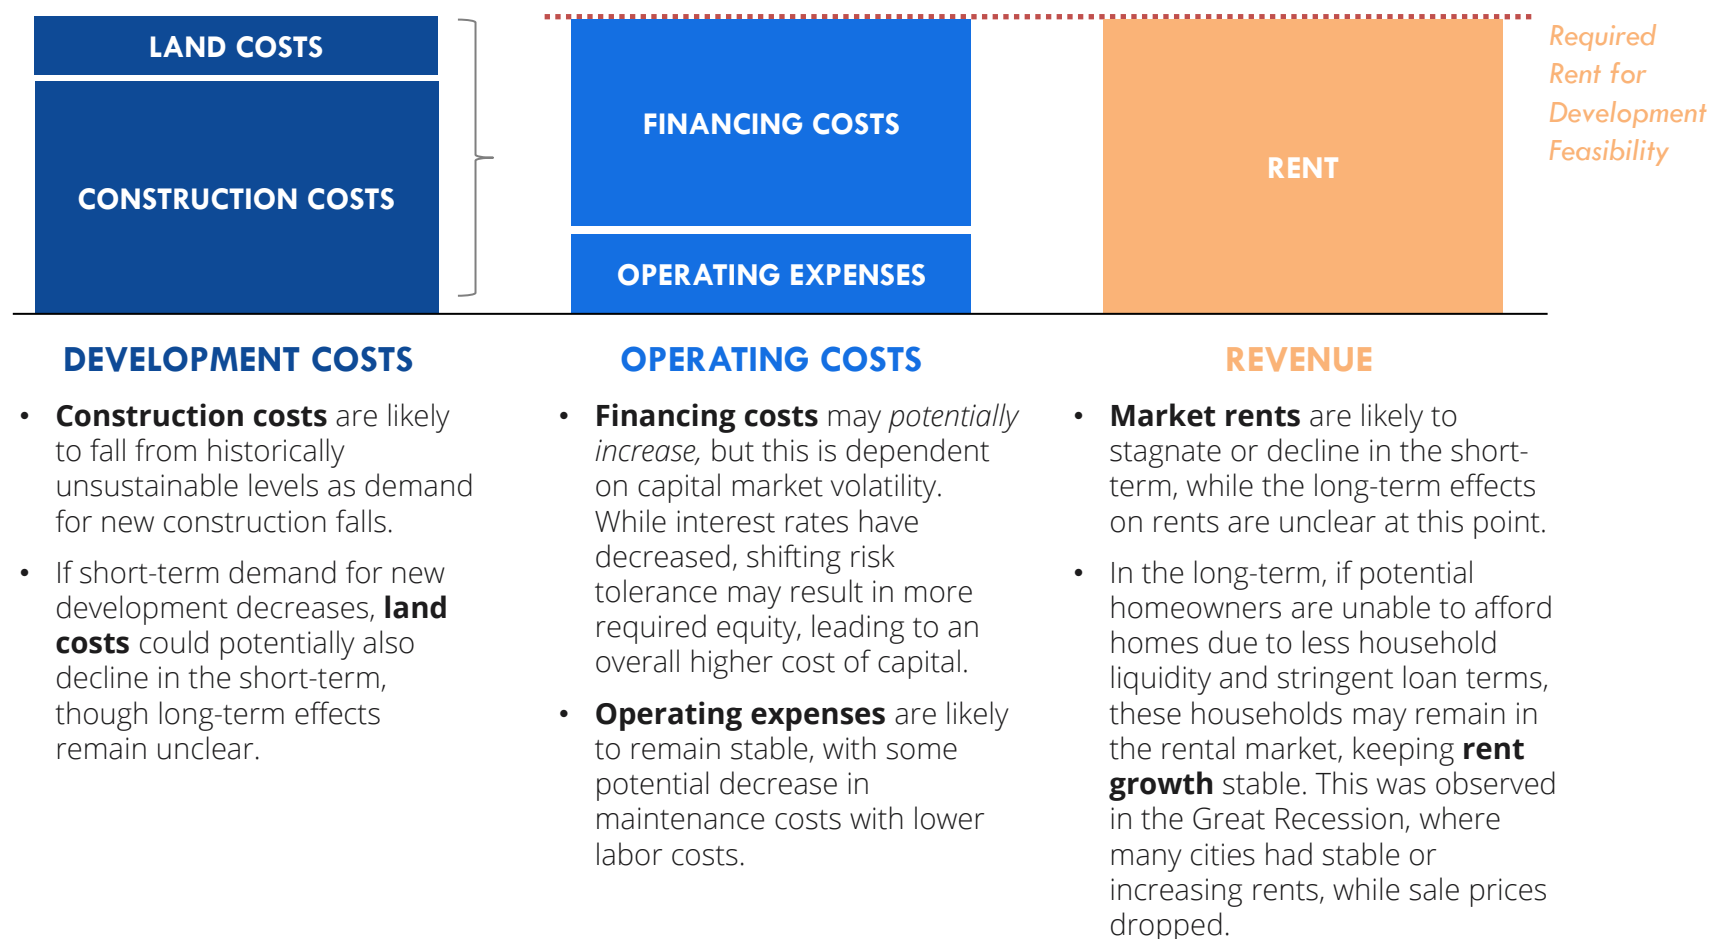 LAND COSTS
CONSTRUCTION COSTS
FINANCING COSTS
OPERATING EXPENSES
RENT
Required
Rent for
Development
Feasibility
DEVELOPMENT COSTS
• Construction costs are likely
to fall from historically
unsustainable levels as demand
for new construction falls.
• If short-term demand for new
development decreases, land
costs could potentially also
decline in the short-term,
though long-term effects
remain unclear.
OPERATING COSTS
• Financing costs may potentially
increase, but this is dependent
on capital market volatility.
While interest rates have
decreased, shifting risk
tolerance may result in more
required equity, leading to an
overall higher cost of capital.
• Operating expenses are likely
to remain stable, with some
potential decrease in
maintenance costs with lower
labor costs.
REVENUE
• Market rents are likely to
stagnate or decline in the short-
term, while the long-term effects
on rents are unclear at this point.
• In the long-term, if potential
homeowners are unable to afford
homes due to less household
liquidity and stringent loan terms,
these households may remain in
the rental market, keeping rent
growth stable. This was observed
in the Great Recession, where
many cities had stable or
increasing rents, while sale prices
dropped.